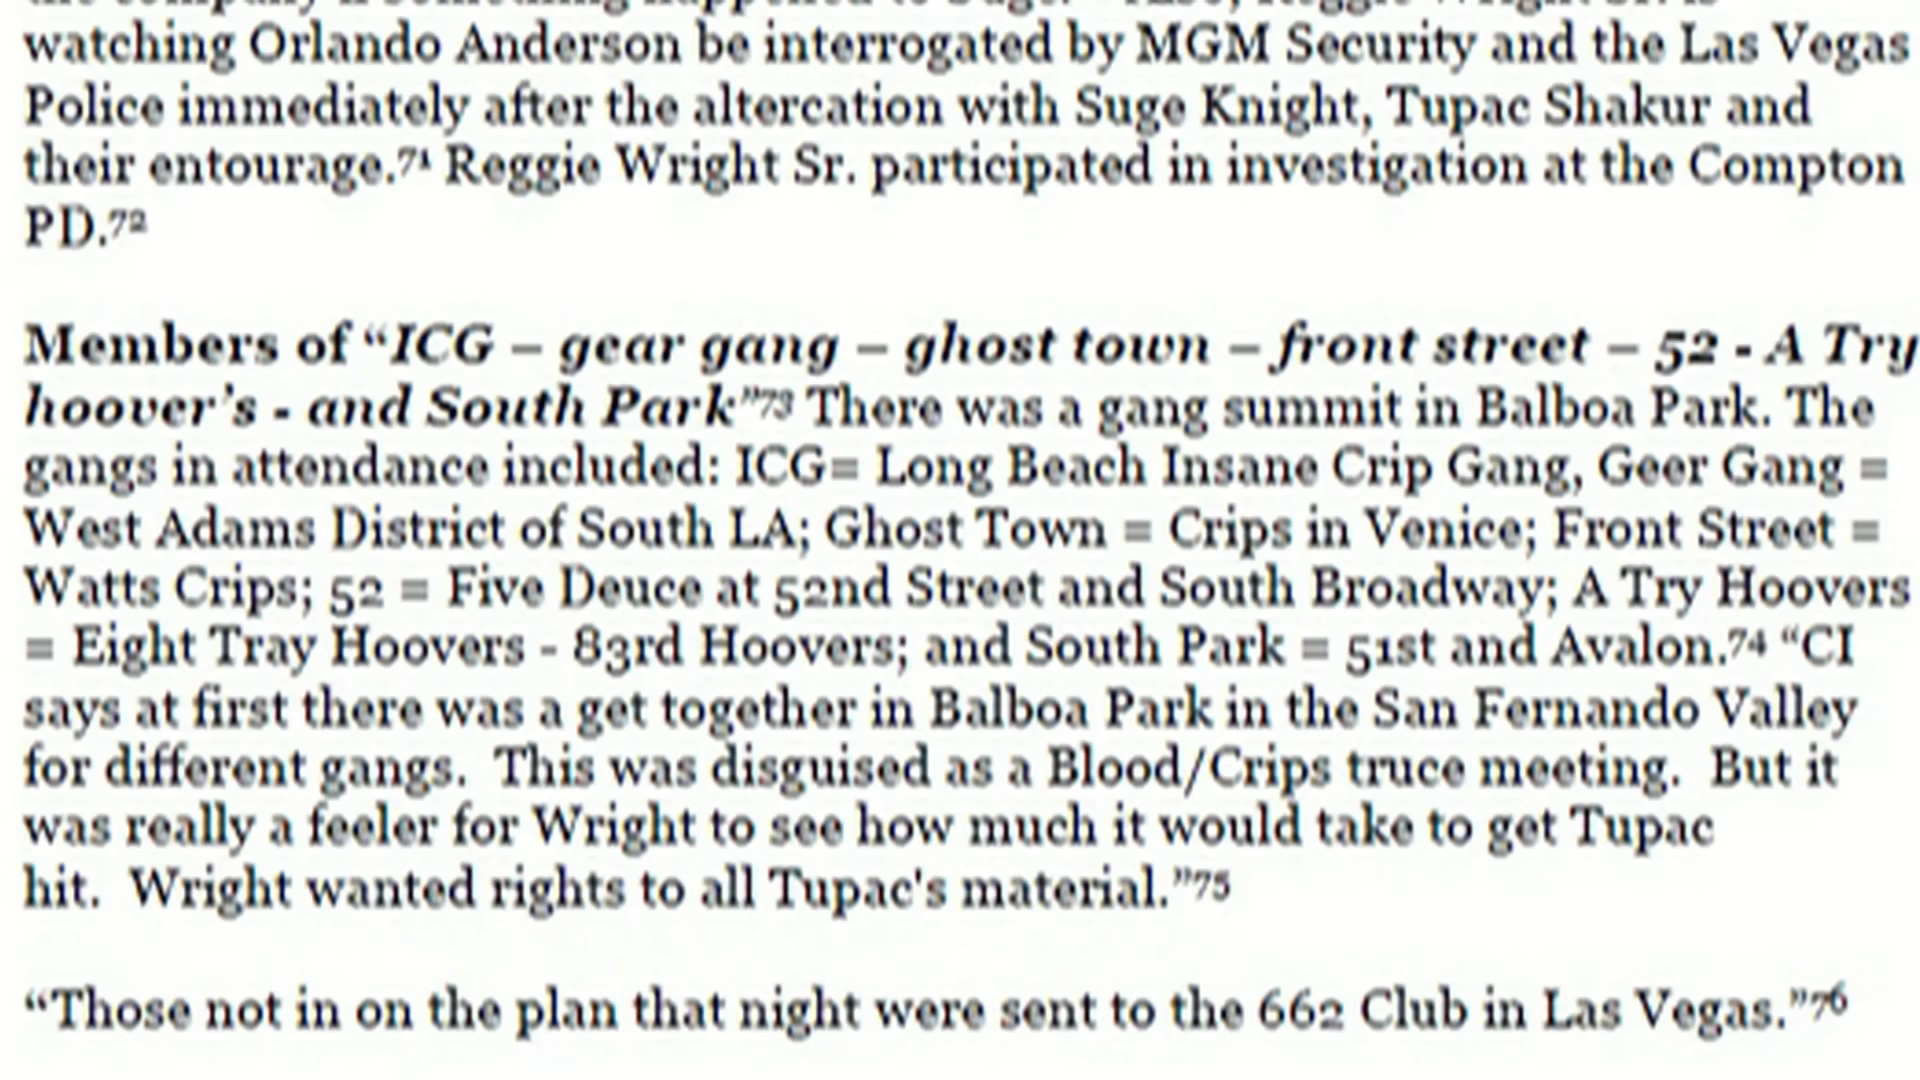 watching Orlando Anderson be interrogated by MGM Security and the Las Vegas
Police immediately after the altercation with Suge Knight, Tupac Shakur and
their entourage.71 Reggie Wright Sr. participated in investigation at the Compton
PD.72
Members of “ICG – gear gang – ghost town – front street – 52 - A Try
hoover’s - and South Park”73 There was a gang summit in Balboa Park. The
gangs in attendance included: ICG= Long Beach Insane Crip Gang, Geer Gang =
West Adams District of South LA; Ghost Town = Crips in Venice; Front Street =
Watts Crips; 52 = Five Deuce at 52nd Street and South Broadway; A Try Hoovers
= Eight Tray Hoovers - 83rd Hoovers; and South Park = 51st and Avalon.74 “CI
says at first there was a get together in Balboa Park in the San Fernando Valley
for different gangs.  This was disguised as a Blood/Crips truce meeting.  But it
was really a feeler for Wright to see how much it would take to get Tupac
hit.  Wright wanted rights to all Tupac's material.”75
“Those not in on the plan that night were sent to the 662 Club in Las Vegas.”76